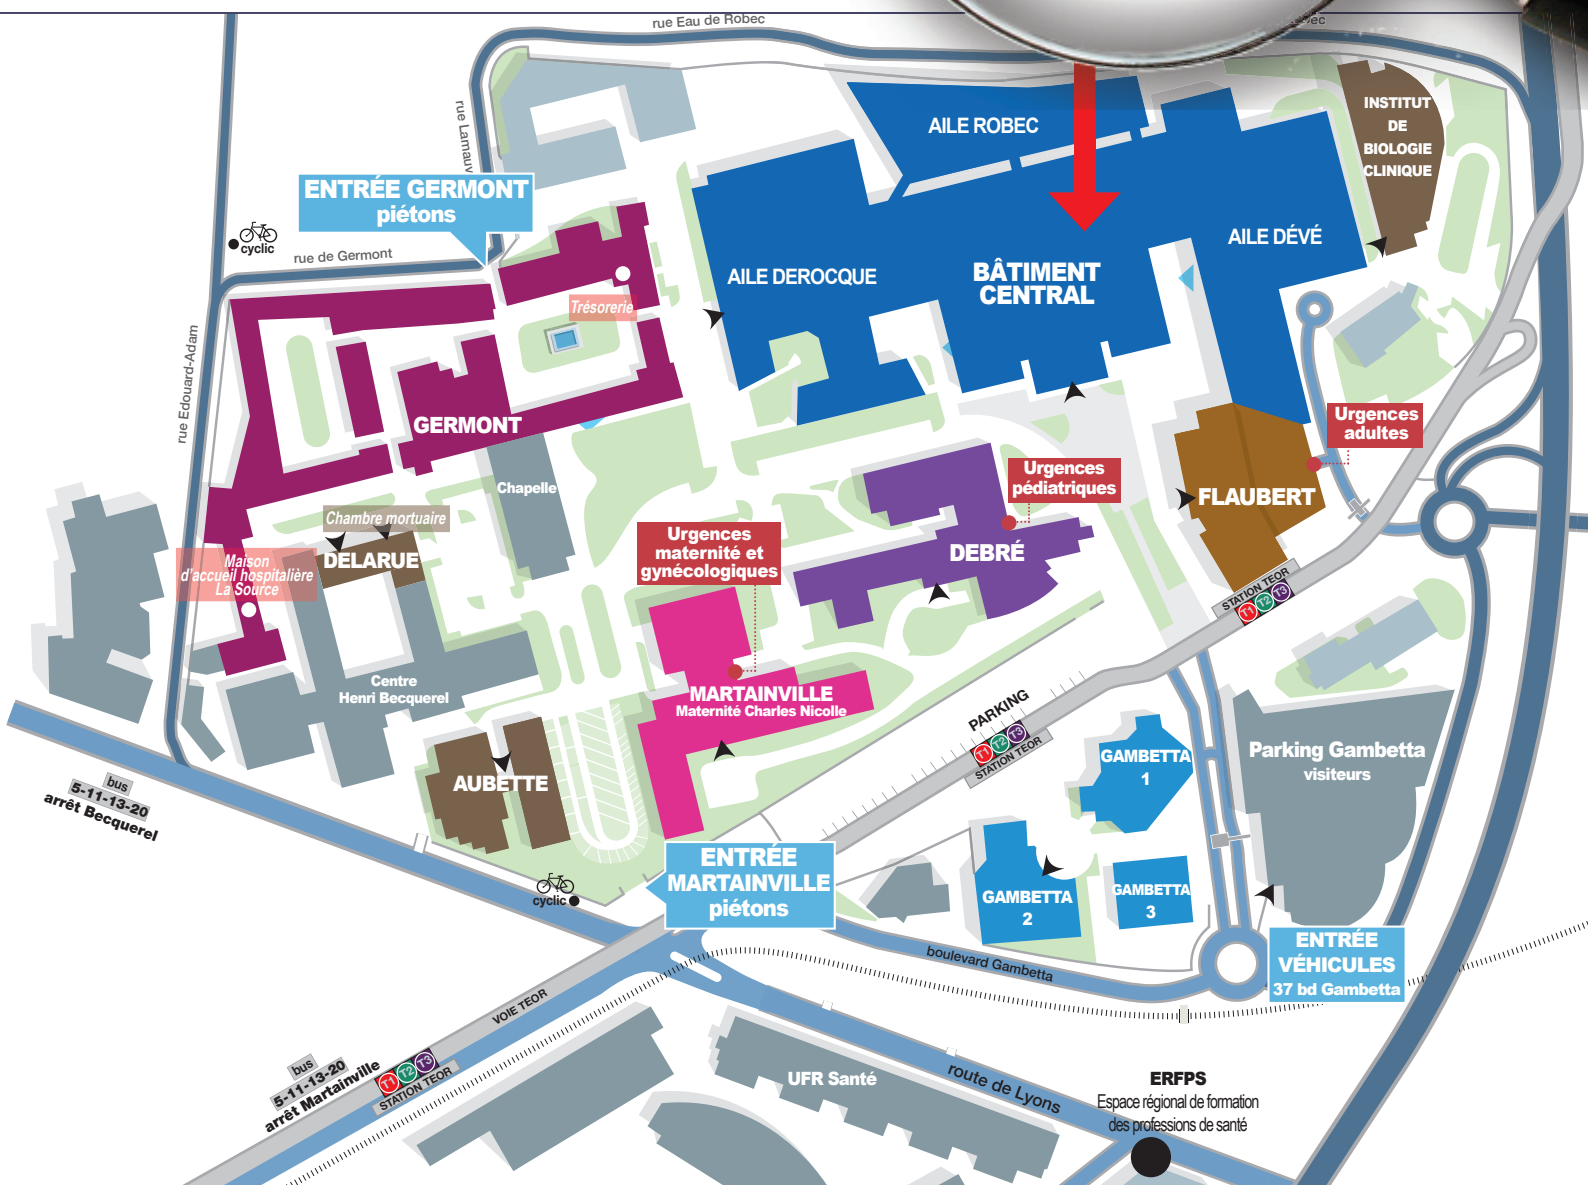 rue Eau de Robec
rue Lamauv
AILE ROBEC
INSTITUT
DE
BIOLOGIE
CLINIQUE
ENTRÉE GERMONT
piétons
cyclic
rue de Germont
AILE DEROCQUE
BÂTIMENT
CENTRAL
AILE DÉVÉ
Trésorerie
rue Edouard-Adam
GERMONT
Urgences
adultes
Chapelle
Urgences
pédiatriques
FLAUBERT
Chambre mortuaire
DELARUE
Urgences
maternité et
gynécologiques
DEBRÉ
Maison
d'accueil hospitalière
La Source
STATION TEOR
T1 T2 T3
Centre
Henri Becquerel
MARTAINVILLE
Maternité Charles Nicolle
PARKING
T1 T2 T3
STATION TEOR
GAMBETTA
1
Parking Gambetta
visiteurs
AUBETTE
bus
5-11-13-20
arrêt Becquerel
ENTRÉE
MARTAINVILLE
piétons
cyclic
GAMBETTA
2
GAMBETTA
3
ENTRÉE
VÉHICULES
37 bd Gambetta
boulevard Gambetta
VOIE TEOR
bus
5-11-13-20
arrêt Martainville
T1 T2 T3
STATION TEOR
UFR Santé
route de Lyons
ERFPS
Espace régional de formation
des professions de santé